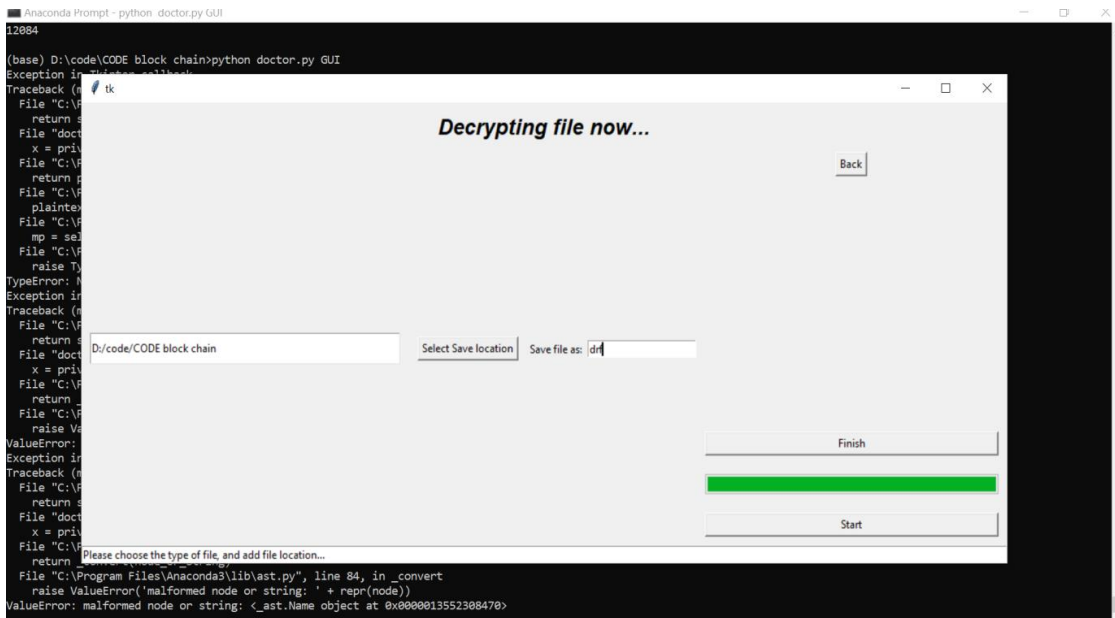 Anaconda Prompt - python doctor.py GUI
12084
(base) D:\code\CODE block chain>python doctor.py GUI
Exception in Tkinter callback
Traceback (m
File "C:\P
return s
File "doct
x = priv
File "C:\P
return p
File "C:\P
plaintex
File "C:\P
mp = sel
File "C:\P
raise Ty
TypeError: N
Exception in
Traceback (m
File "C:\P
return s
File "doct
x = priv
File "C:\P
return _
File "C:\P
raise Va
ValueError:
Exception in
Traceback (m
File "C:\P
return s
File "doct
x = priv
File "C:\P
return _convert(node_or_string)
File "C:\Program Files\Anaconda3\lib\ast.py", line 84, in _convert
raise ValueError('malformed node or string: ' + repr(node))
ValueError: malformed node or string: <_ast.Name object at 0x0000013552308470>
tk
Decrypting file now...
Back
D:/code/CODE block chain
Select Save location
Save file as: drf
Finish
Start
Please choose the type of file, and add file location...